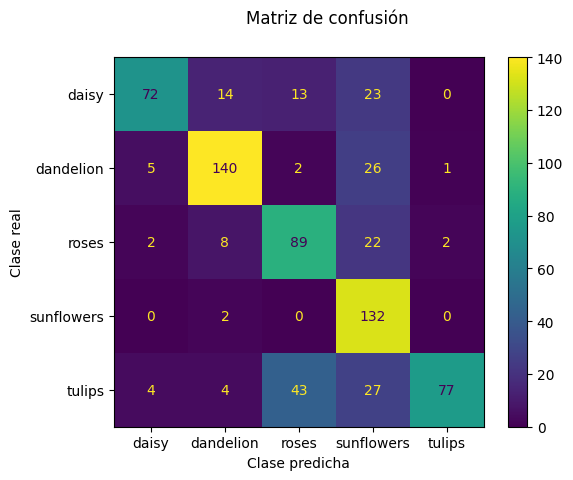 Matriz de confusión
daisy 72 14 13 23 0
dandelion 5 140 2 26 1
roses 2 8 89 22 2
sunflowers 0 2 0 132 0
tulips 4 4 43 27 77
daisy dandelion roses sunflowers tulips
Clase predicha
Clase real
140
120
100
80
60
40
20
0